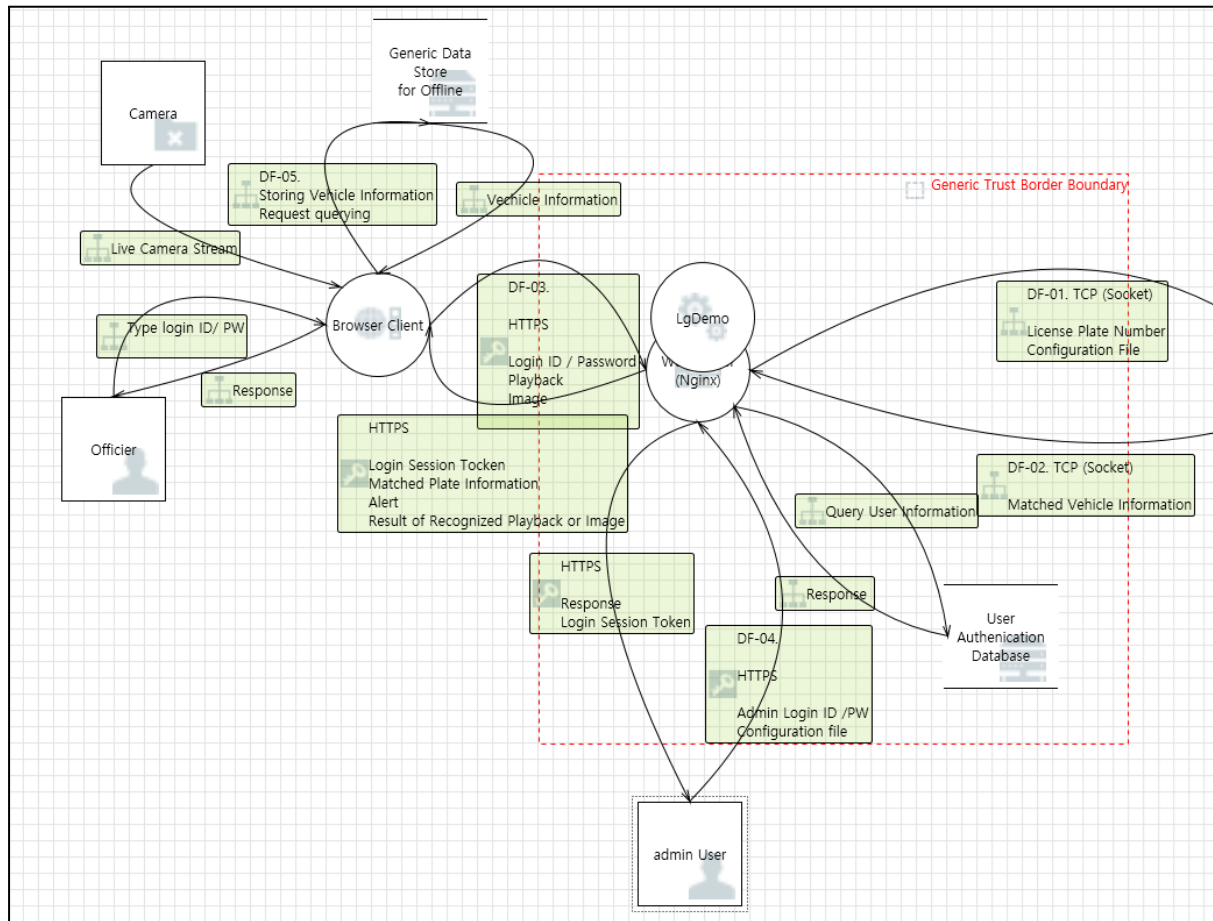 Generic Data
Store
for Offline
Camera
DF-05.
Storing Vehicle Information
Request querying
Vechicle Information
Generic Trust Border Boundary
Live Camera Stream
DF-03.
HTTPS
Login ID / Password
Playback
Image
LgDemo
(Nginx)
DF-01. TCP (Socket)
License Plate Number
Configuration File
Type login ID/ PW
Browser Client
Response
Officier
HTTPS
Login Session Tocken
Matched Plate Information
Alert
Result of Recognized Playback or Image
DF-02. TCP (Socket)
Matched Vehicle Information
Query User Information
HTTPS
Response
Login Session Token
Response
User
Authenication
Database
DF-04.
HTTPS
Admin Login ID /PW
Configuration file
admin User